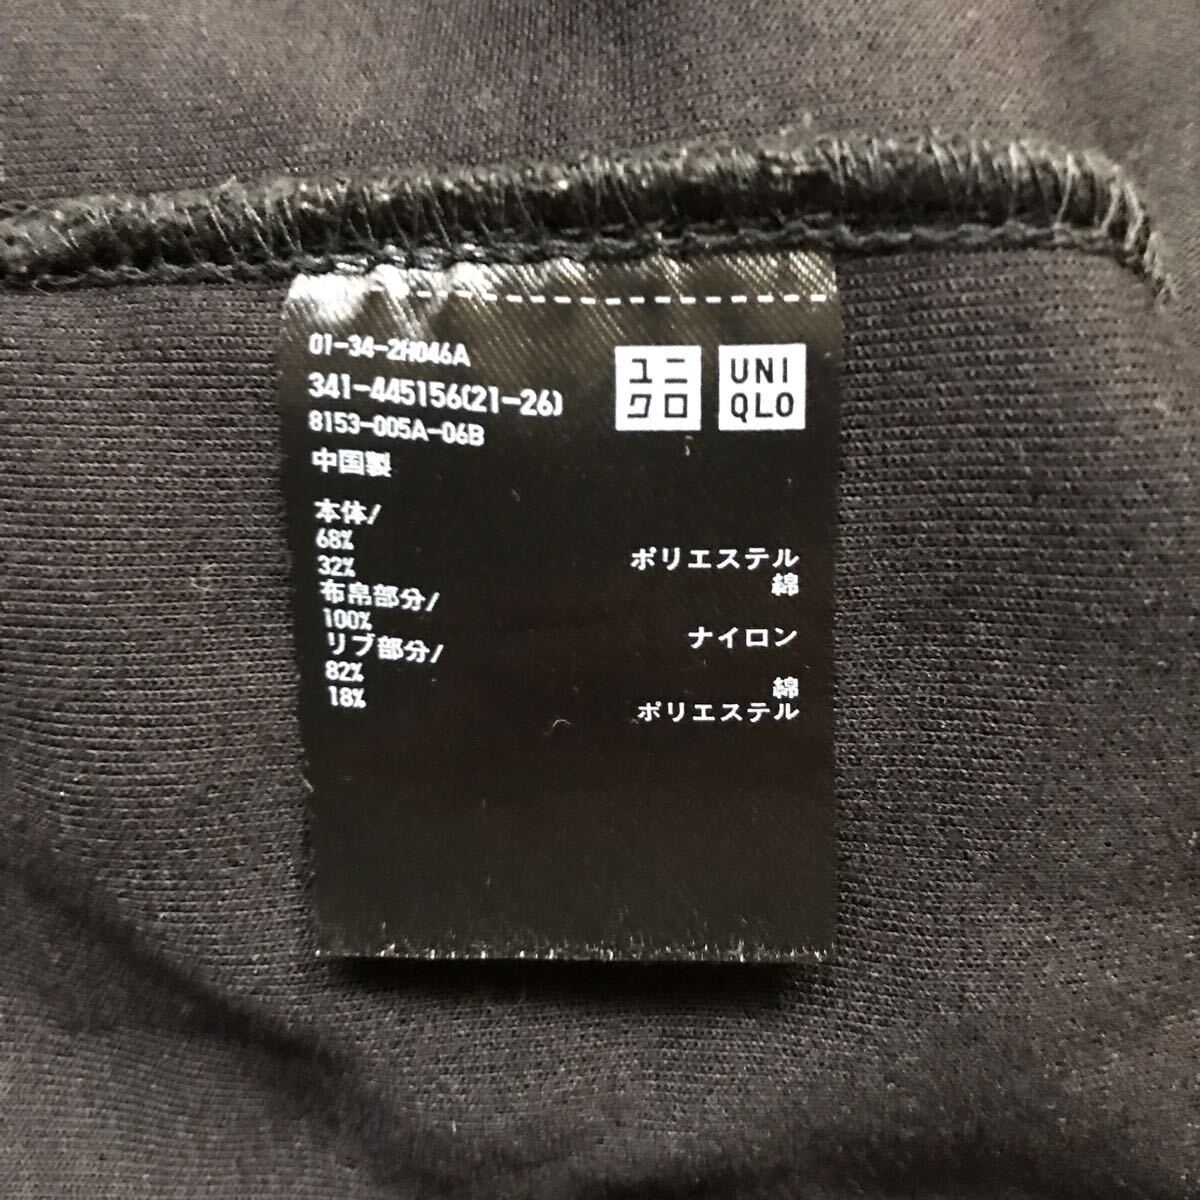 01-34-2H046A
341-445156(21-26)
8153-005A-06B
中国製
ユニ
クロ
UNI
QLO
本体/
68% ポリエステル
32% 綿
布帛部分/
100% ナイロン
リブ部分/
82% 綿
18% ポリエステル